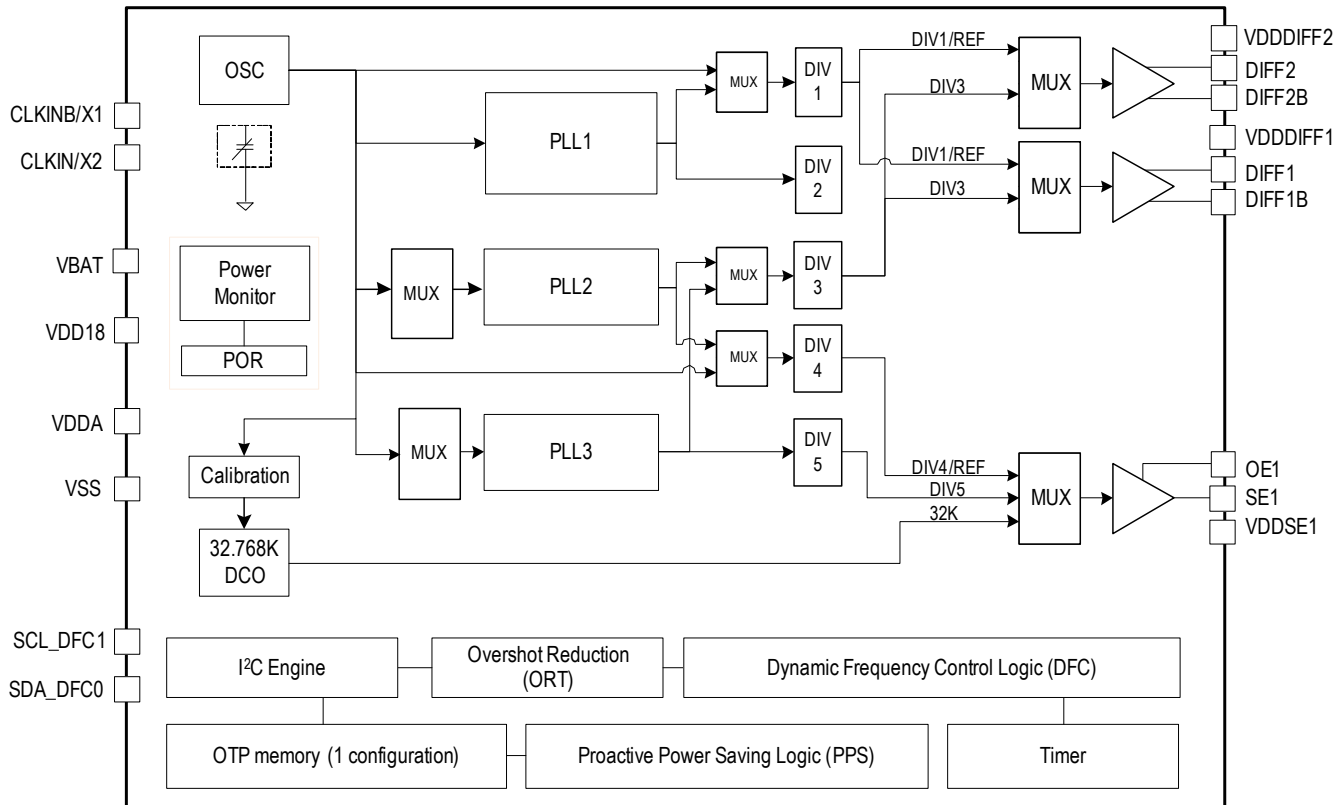 CLKINB/X1
CLKIN/X2
VBAT
VDD18
VDDA
VSS
SCL_DFC1
SDA_DFC0
OSC
Power
Monitor
POR
Calibration
32.768K
DCO
MUX
MUX
PLL1
PLL2
PLL3
MUX
MUX
MUX
DIV
1
DIV
2
DIV
3
DIV
4
DIV
5
DIV1/REF
DIV3
DIV1/REF
DIV3
DIV4/REF
DIV5
32K
MUX
MUX
MUX
VDDDIFF2
DIFF2
DIFF2B
VDDDIFF1
DIFF1
DIFF1B
OE1
SE1
VDDSE1
I²C Engine
Overshot Reduction
(ORT)
Dynamic Frequency Control Logic (DFC)
OTP memory (1 configuration)
Proactive Power Saving Logic (PPS)
Timer